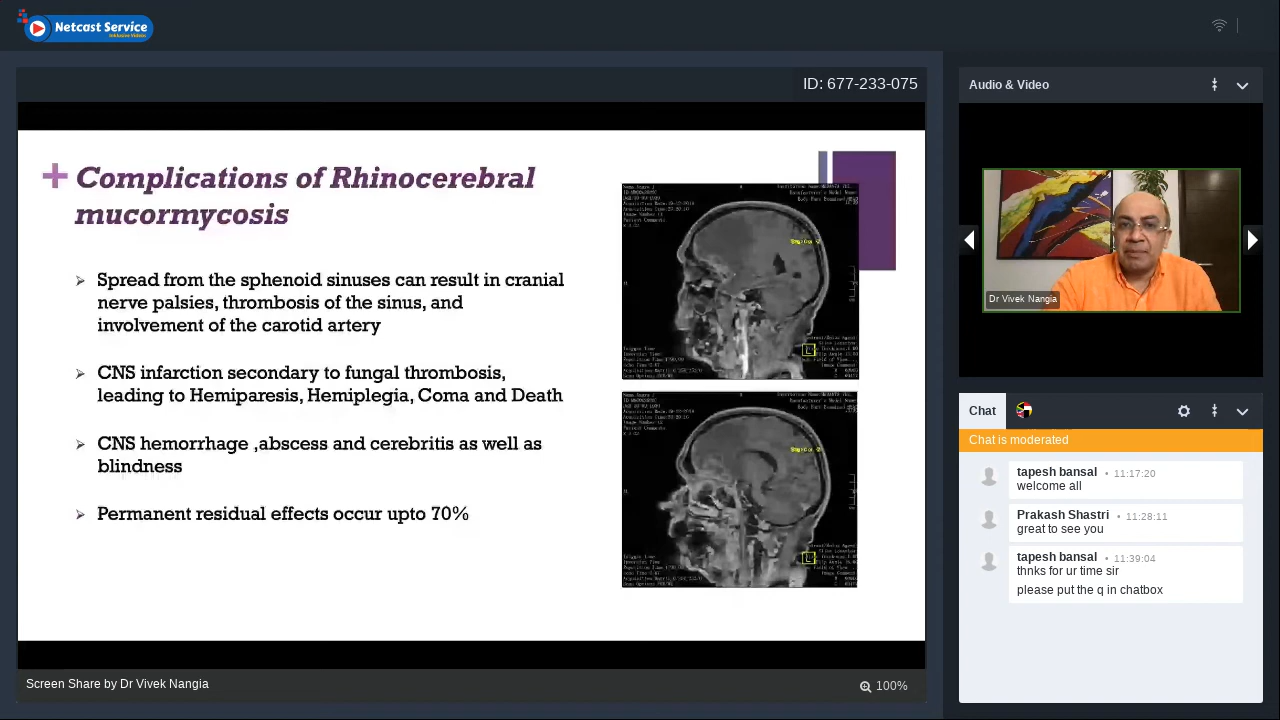 Netcast Service
ID: 677-233-075
Complications of Rhinocerebral
mucormycosis
Spread from the sphenoid sinuses can result in cranial
nerve palsies, thrombosis of the sinus, and
involvement of the carotid artery
CNS infarction secondary to fungal thrombosis,
leading to Hemiparesis, Hemiplegia, Coma and Death
CNS hemorrhage ,abscess and cerebritis as well as
blindness
Permanent residual effects occur upto 70%
Screen Share by Dr Vivek Nangia
100%
Audio & Video
Dr Vivek Nangia
Chat
Chat is moderated
tapesh bansal • 11:17:20
welcome all
Prakash Shastri • 11:28:11
great to see you
tapesh bansal • 11:39:04
thnks for ur time sir
please put the q in chatbox